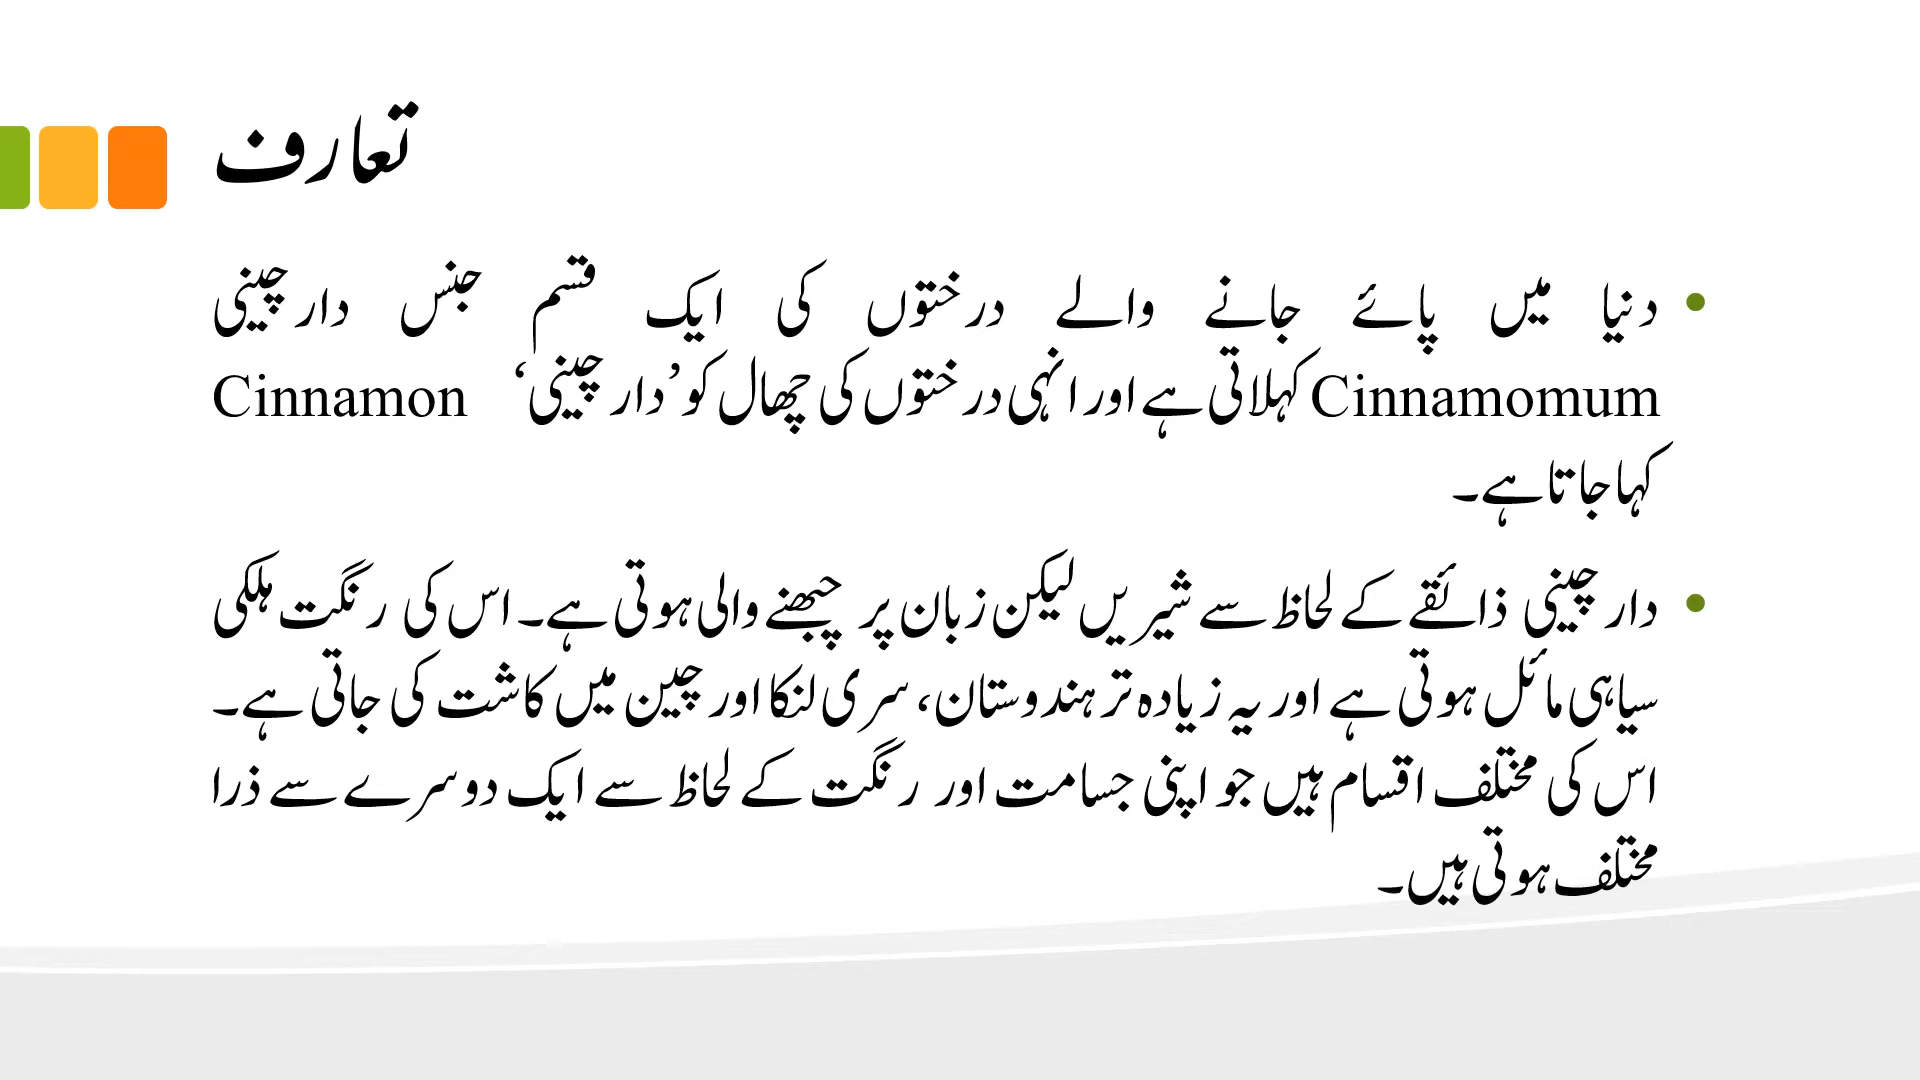 تعارف
دنیا میں پائے جانے والے درختوں کی ایک قسم جنس دارچینی
Cinnamomum کہلاتی ہے اور انہی درختوں کی چھال کو ’دار چینی‘ Cinnamon
کہا جاتا ہے۔
دار چینی ذائقے کے لحاظ سے شیریں لیکن زبان پر چبھنے والی ہوتی ہے۔ اس کی رنگت ہلکی
سیاہی مائل ہوتی ہے اور یہ زیادہ تر ہندوستان، سری لنکا اور چین میں کاشت کی جاتی ہے۔
اس کی مختلف اقسام ہیں جو اپنی جسامت اور رنگت کے لحاظ سے ایک دوسرے سے ذرا
مختلف ہوتی ہیں۔